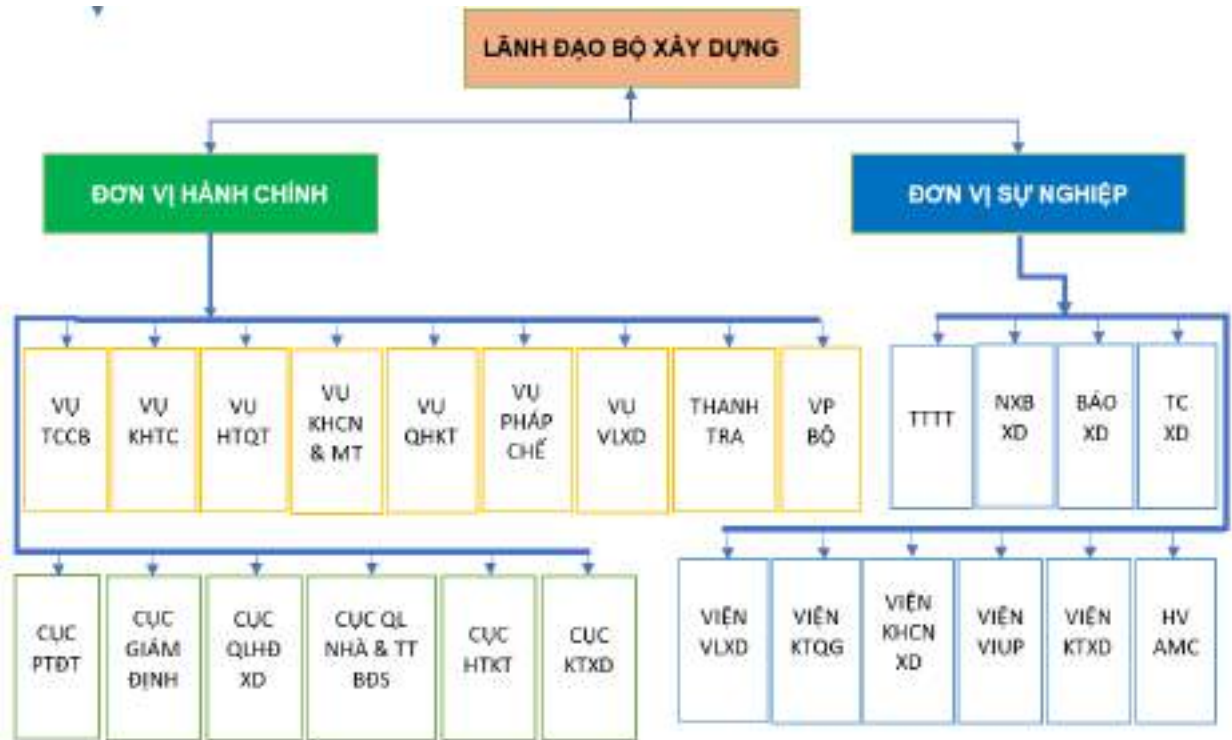 LÃNH ĐẠO BỘ XÂY DỰNG
ĐƠN VỊ HÀNH CHÍNH
ĐƠN VỊ SỰ NGHIỆP
VỤ
TCCB
VỤ
KHTC
VỤ
HTQT
VỤ
KHCN
& MT
VỤ
QHKT
VỤ
PHÁP
CHẾ
VỤ
VLXD
THANH
TRA
VP
BỘ
TTTT
NXB
XD
BÁO
XD
TC
XD
CỤC
PTĐT
CỤC
GIÁM
ĐỊNH
CỤC
QLHĐ
XD
CỤC QL
NHÀ & TT
BĐS
CỤC
HTKT
CỤC
KTXD
VIỆN
VLXD
VIỆN
KTQG
VIỆN
KHCN
XD
VIỆN
VIUP
VIỆN
KTXD
HV
AMC